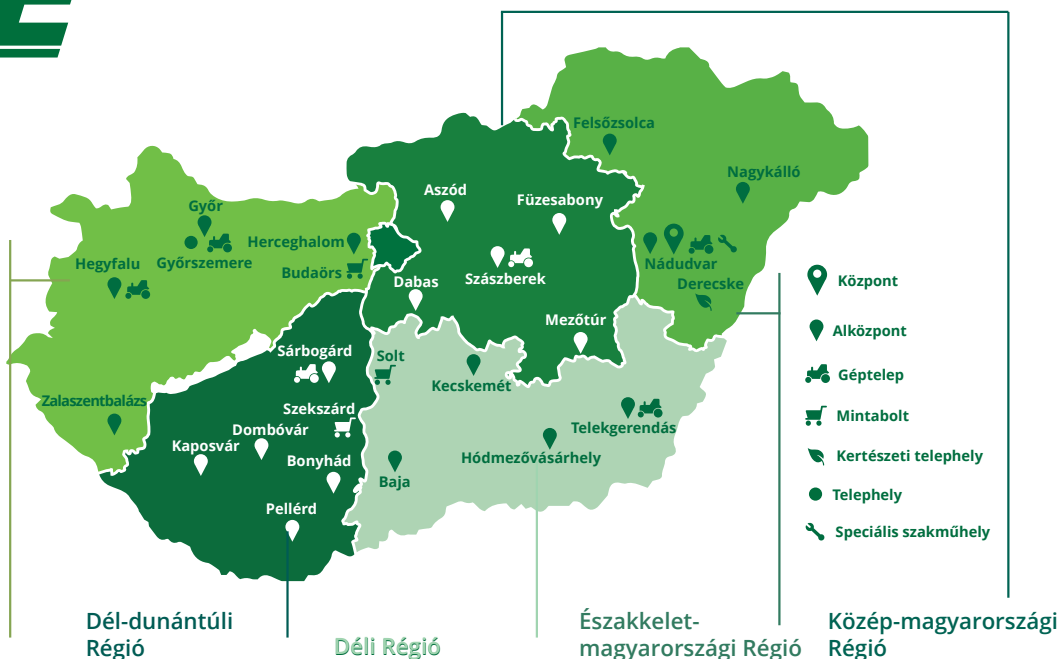 Felsőzsolca
Nagykálló
Aszód
Füzesabony
Győr
Győrszemere
Herceghalom
Budaörs
Hegyfalu
Szászberek
Dabas
Nádudvar
Derecske
Mezőtúr
Sárbogárd
Solt
Kecskemét
Zalaszentbalázs
Szekszárd
Dombóvár
Kaposvár
Bonyhád
Telekgerendás
Hódmezővásárhely
Baja
Pellérd
Központ
Alközpont
Géptelep
Mintabolt
Kertészeti telephely
Telephely
Speciális szakműhely
Dél-dunántúli
Régió
Déli Régió
Északkelet-
magyarországi Régió
Közép-magyarországi
Régió